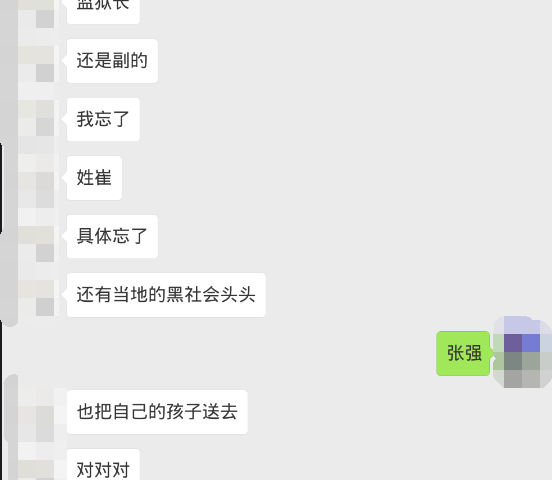 监狱长
还是副的
我忘了
姓崔
具体忘了
还有当地的黑社会头头
张强
也把自己的孩子送去
对对对